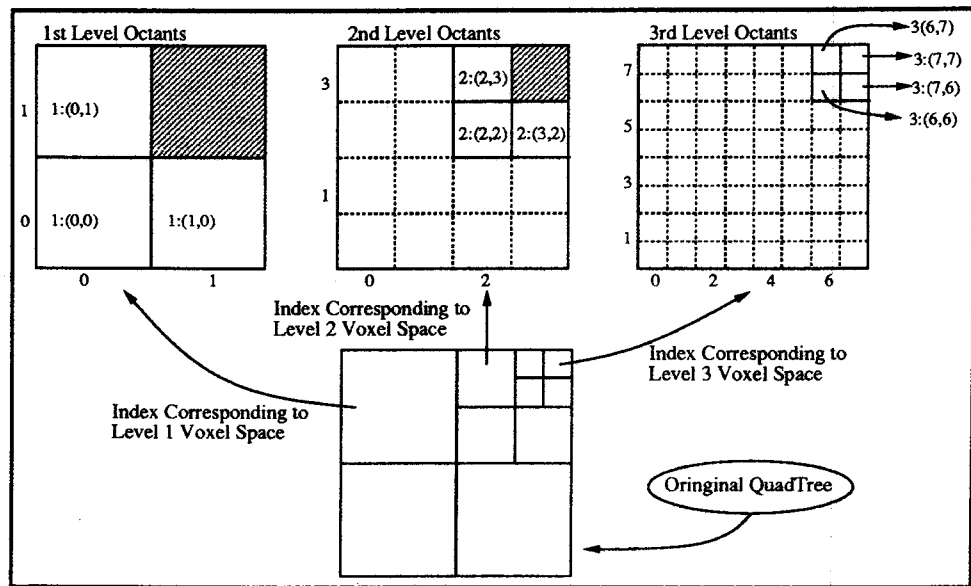 1st Level Octants
2nd Level Octants
3rd Level Octants
3(6,7)
3:(7,7)
3:(7,6)
3:(6,6)
1
1:(0,1)
0
1:(0,0)
1:(1,0)
0
1
3
2:(2,3)
2:(2,2)
2:(3,2)
1
0
2
7
5
3
1
0
2
4
6
Index Corresponding to
Level 2 Voxel Space
Index Corresponding to
Level 3 Voxel Space
Index Corresponding to
Level 1 Voxel Space
Oringinal QuadTree